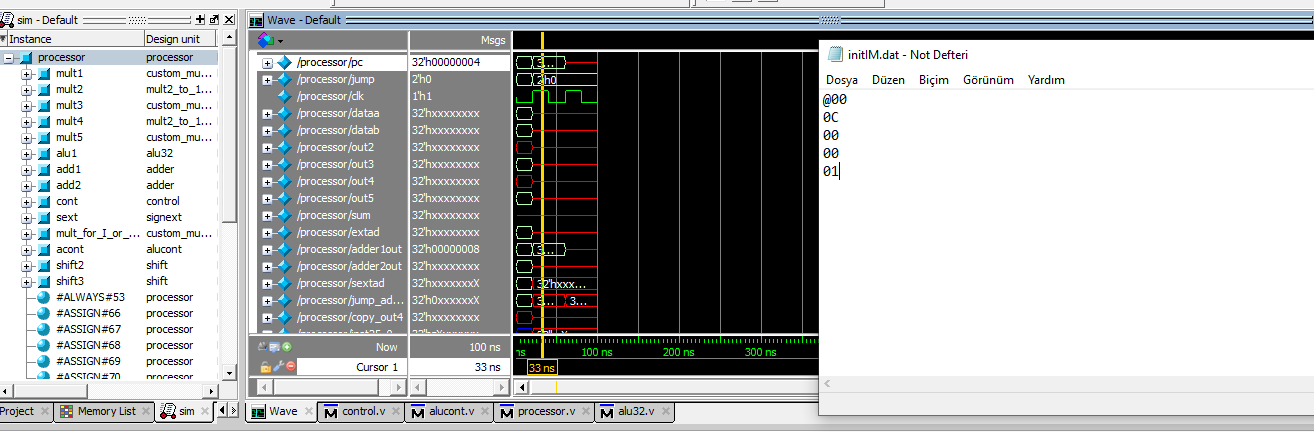 sim - Default
Instance Design unit
processor processor
mult1 custom_mu...
mult2 mult2_to_1...
mult3 custom_mu...
mult4 mult2_to_1...
mult5 custom_mu...
alu1 alu32
add1 adder
add2 adder
cont control
sext signext
mult_for_I_or_... custom_mu...
acont alucont
shift2 shift
shift3 shift
#ALWAYS#53 processor
#ASSIGN#66 processor
#ASSIGN#67 processor
#ASSIGN#68 processor
#ASSIGN#69 processor
#ASSIGN#70 processor
Project Memory List sim
Wave - Default
Msgs
/processor/pc 32'h00000004 3...
/processor/jump 2'h0 2'h0
/processor/clk 1'h1
/processor/dataa 32'hxxxxxxxx
/processor/datab 32'hxxxxxxxx
/processor/out2 32'hxxxxxxxx
/processor/out3 32'hxxxxxxxx
/processor/out4 32'hxxxxxxxx
/processor/out5 32'hxxxxxxxx
/processor/sum 32'hxxxxxxxx
/processor/extad 32'hxxxxxxxx
/processor/adder1out 32'h00000008 3...
/processor/adder2out 32'hxxxxxxxx
/processor/sextad 32'hxxxxxxxX 32'hxxx...
/processor/jump_ad... 32'h0xxxxxxX 3... 3...
/processor/copy_out4 32'hxxxxxxxx
Now 100 ns ns 100 ns 200 ns 300 ns
Cursor 1 33 ns 33 ns
Wave control.v alucont.v processor.v alu32.v
initIM.dat - Not Defteri
Dosya Düzen Biçim Görünüm Yardım
@00
0C
00
00
01